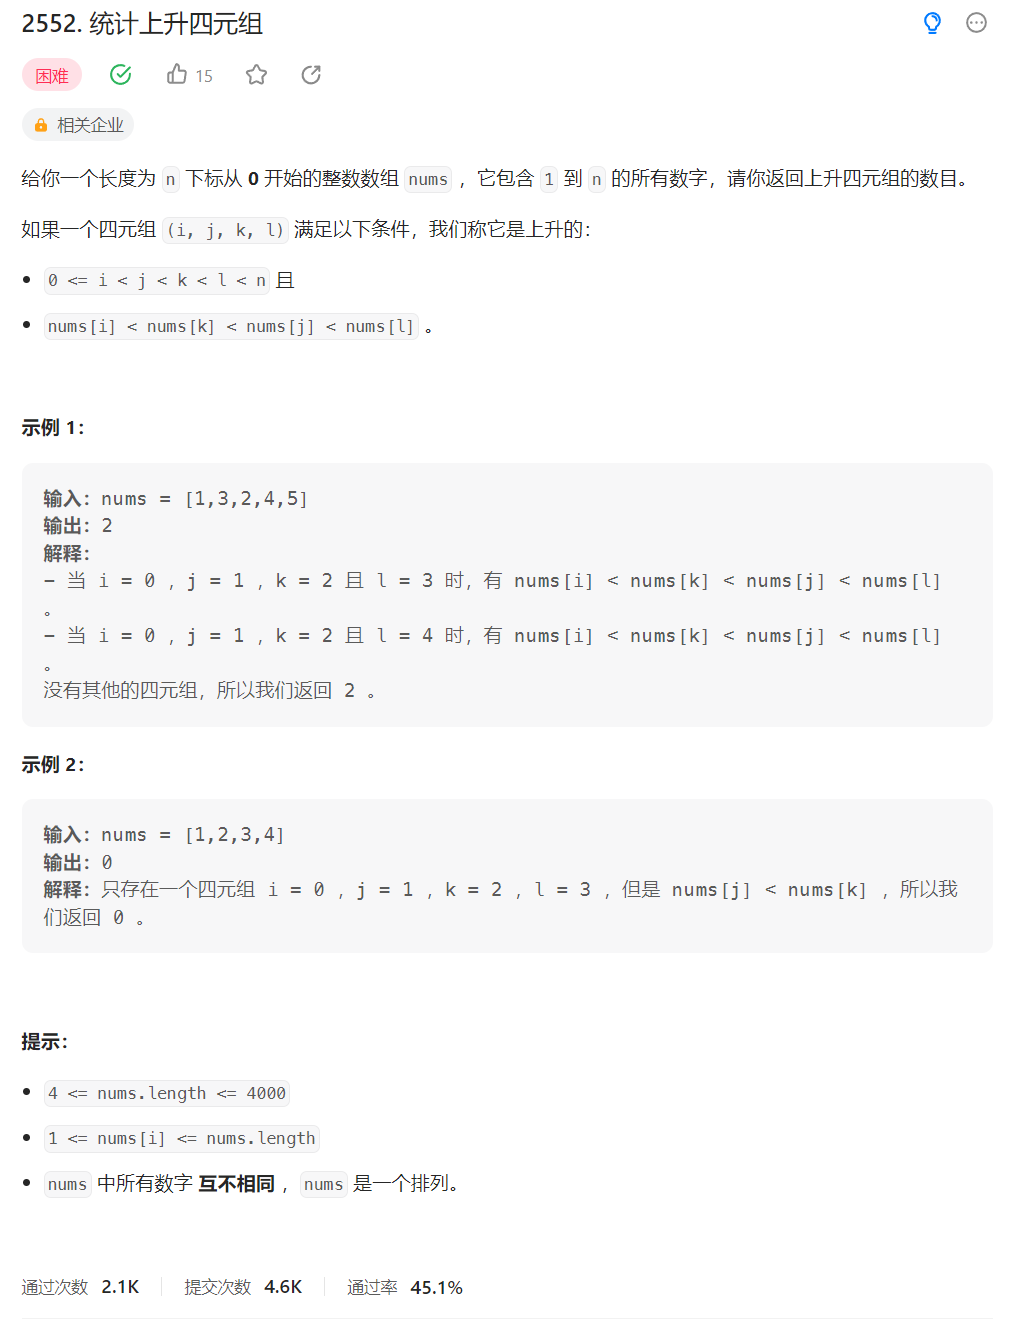 2552. 统计上升四元组
困难
15
相关企业
给你一个长度为 n 下标从 0 开始的整数数组 nums ，它包含 1 到 n 的所有数字，请你返回上升四元组的数目。
如果一个四元组 (i, j, k, l) 满足以下条件，我们称它是上升的：
• 0 <= i < j < k < l < n 且
• nums[i] < nums[k] < nums[j] < nums[l] 。
示例 1：
输入：nums = [1,3,2,4,5]
输出：2
解释：
- 当 i = 0 ，j = 1 ，k = 2 且 l = 3 时，有 nums[i] < nums[k] < nums[j] < nums[l]
。
- 当 i = 0 ，j = 1 ，k = 2 且 l = 4 时，有 nums[i] < nums[k] < nums[j] < nums[l]
。
没有其他的四元组，所以我们返回 2 。
示例 2：
输入：nums = [1,2,3,4]
输出：0
解释：只存在一个四元组 i = 0 ，j = 1 ，k = 2 ，l = 3 ，但是 nums[j] < nums[k] ，所以我
们返回 0 。
提示：
• 4 <= nums.length <= 4000
• 1 <= nums[i] <= nums.length
• nums 中所有数字 互不相同 ，nums 是一个排列。
通过次数 2.1K 提交次数 4.6K 通过率 45.1%